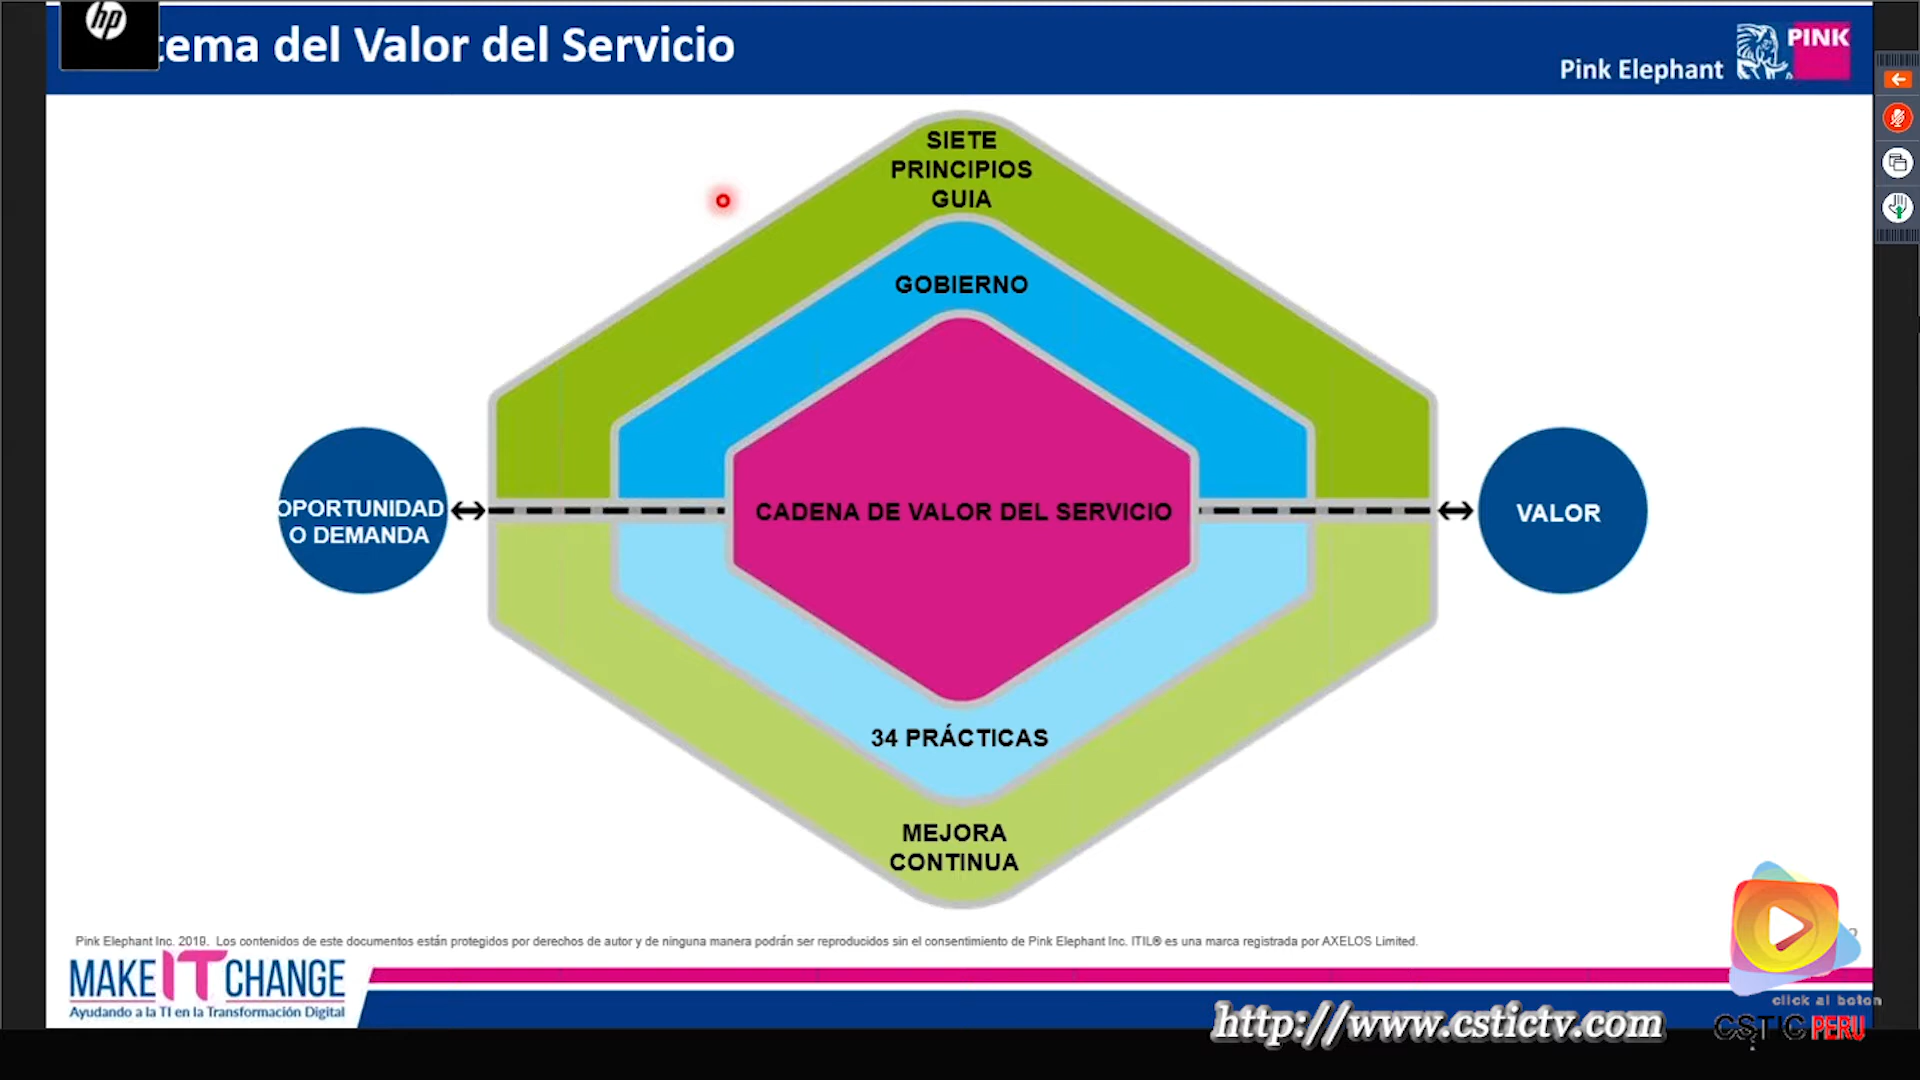 hp
tema del Valor del Servicio
Pink Elephant
PINK
SIETE
PRINCIPIOS
GUIA
GOBIERNO
OPORTUNIDAD
O DEMANDA
CADENA DE VALOR DEL SERVICIO
VALOR
34 PRÁCTICAS
MEJORA
CONTINUA
Pink Elephant Inc. 2019. Los contenidos de este documentos están protegidos por derechos de autor y de ninguna manera podrán ser reproducidos sin el consentimiento de Pink Elephant Inc. ITIL® es una marca registrada por AXELOS Limited.
MAKE IT CHANGE
Ayudando a la TI en la Transformación Digital
click al boton
http://www.cstictv.com
CSTIC PERU